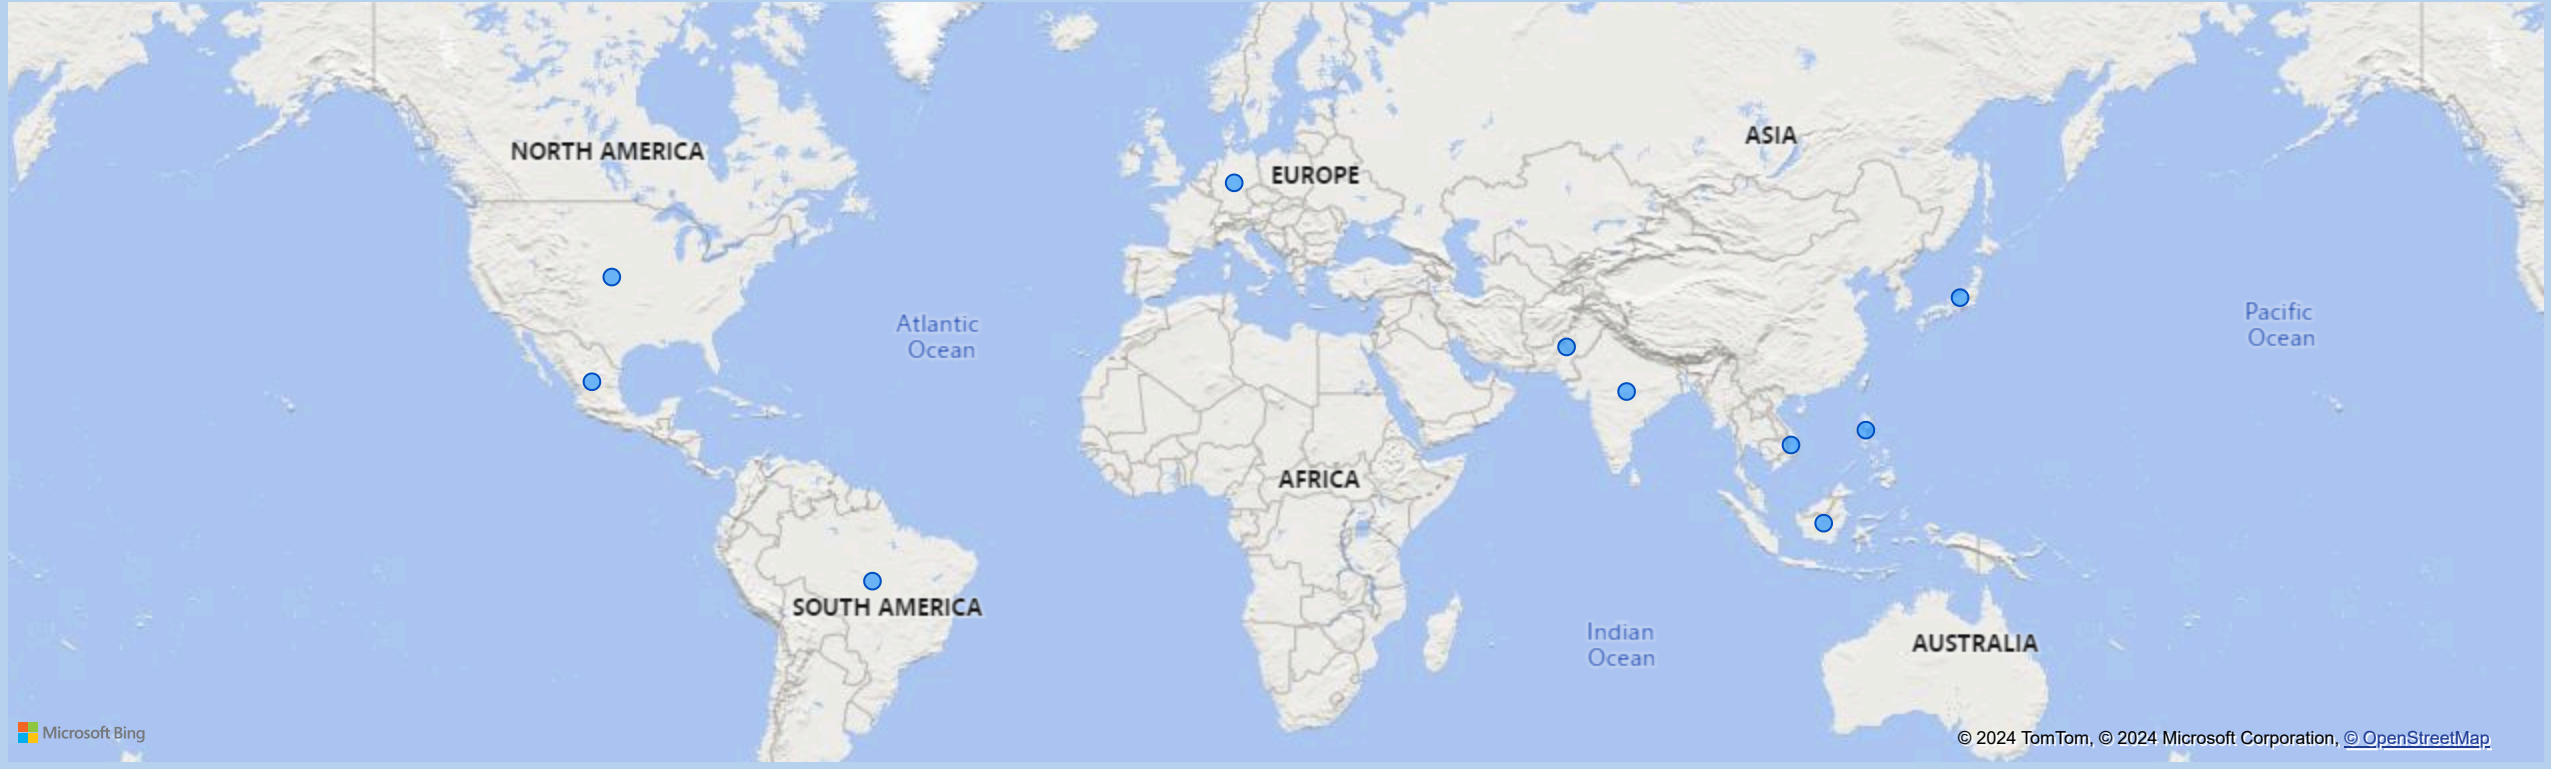 ASIA
NORTH AMERICA
EUROPE
Atlantic
Ocean
Pacific
Ocean
AFRICA
SOUTH AMERICA
Indian
Ocean
AUSTRALIA
Microsoft Bing
© 2024 TomTom, © 2024 Microsoft Corporation, © OpenStreetMap